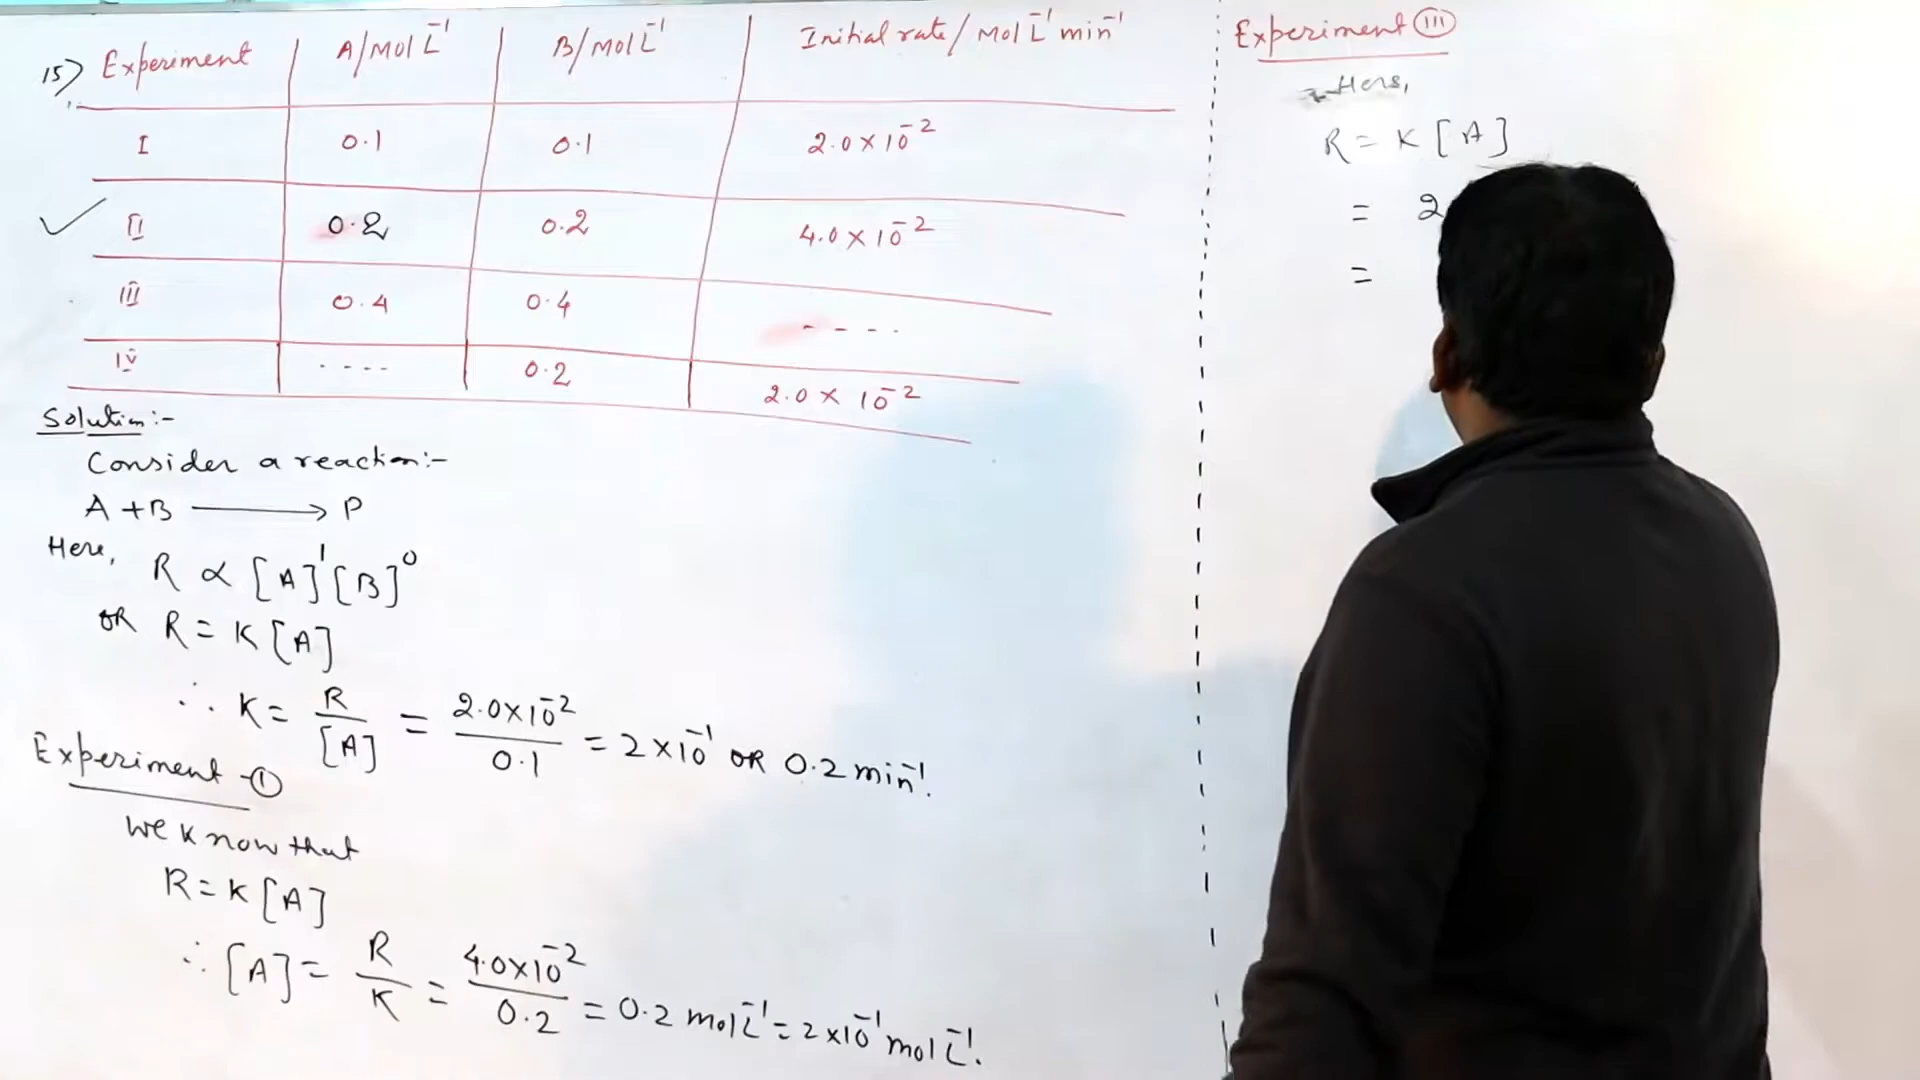 15) Experiment | A/Mol L⁻¹ | B/Mol L⁻¹ | Initial rate/Mol L⁻¹ min⁻¹
I | 0.1 | 0.1 | 2.0×10⁻²
II | 0.2 | 0.2 | 4.0×10⁻²
III | 0.4 | 0.4 | ----
IV | .... | 0.2 | 2.0×10⁻²
Solution:-
Consider a reaction:-
A+B ⟶ P
Here, R ∝ [A]¹[B]⁰
OR R = K[A]
∴ K = R/[A] = 2.0×10⁻²/0.1 = 2×10⁻¹ OR 0.2 min⁻¹.
Experiment-①
We know that
R = K[A]
∴ [A] = R/K = 4.0×10⁻²/0.2 = 0.2 mol L⁻¹ = 2×10⁻¹ mol L⁻¹.
Experiment (III)
R = K[A]
= 2
=